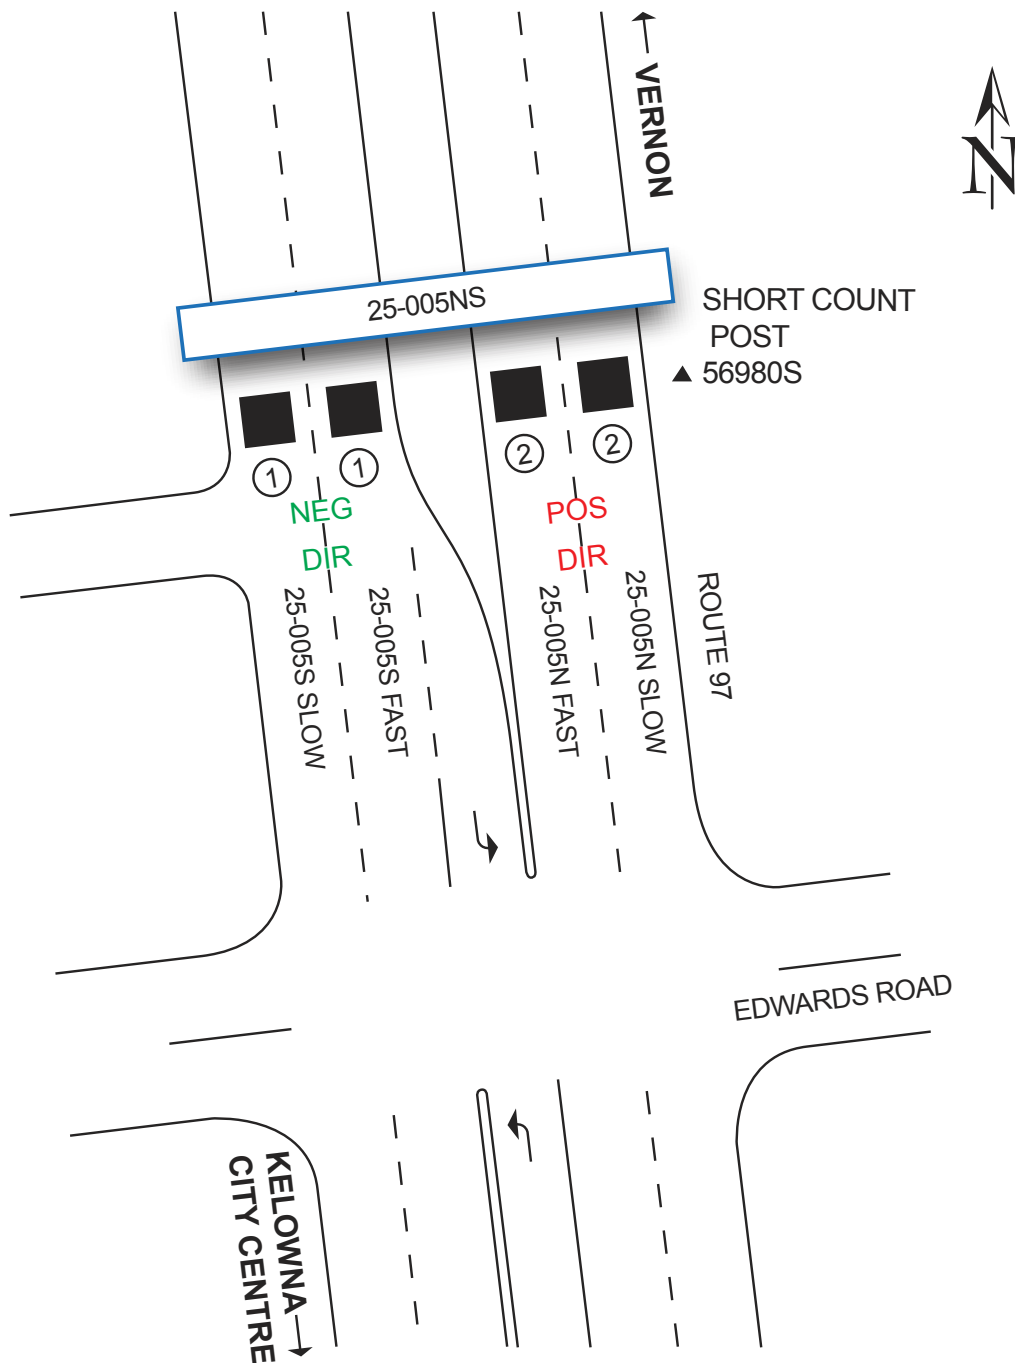 VERNON
N
25-005NS
SHORT COUNT
POST
56980S
1
1
2
2
NEG
DIR
POS
DIR
25-005S SLOW
25-005S FAST
25-005N FAST
25-005N SLOW
ROUTE 97
EDWARDS ROAD
KELOWNA
CITY CENTRE